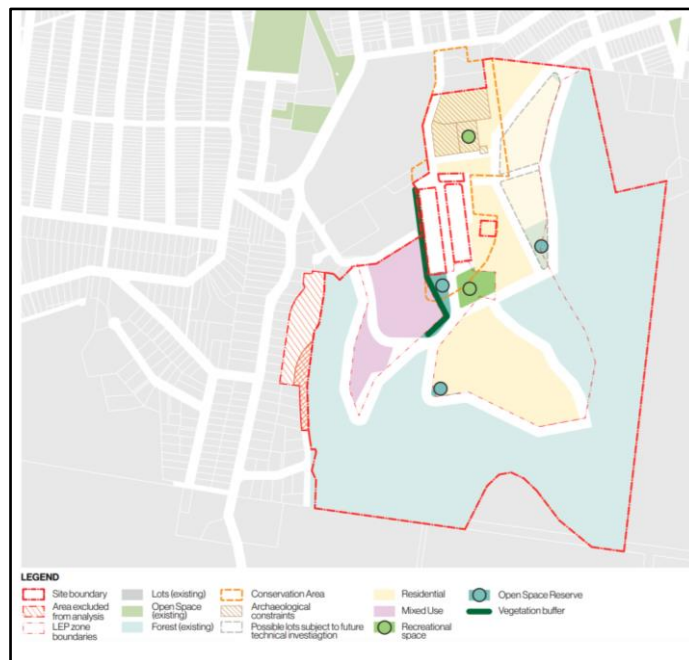 LEGEND
Site boundary
Area excluded
from analysis
LEP zone
boundaries
Lots (existing)
Open Space
(existing)
Forest (existing)
Conservation Area
Archaeological
constraints
Possible lots subject to future
technical investiagtion
Residential
Mixed Use
Recreational
space
Open Space Reserve
Vegetation buffer